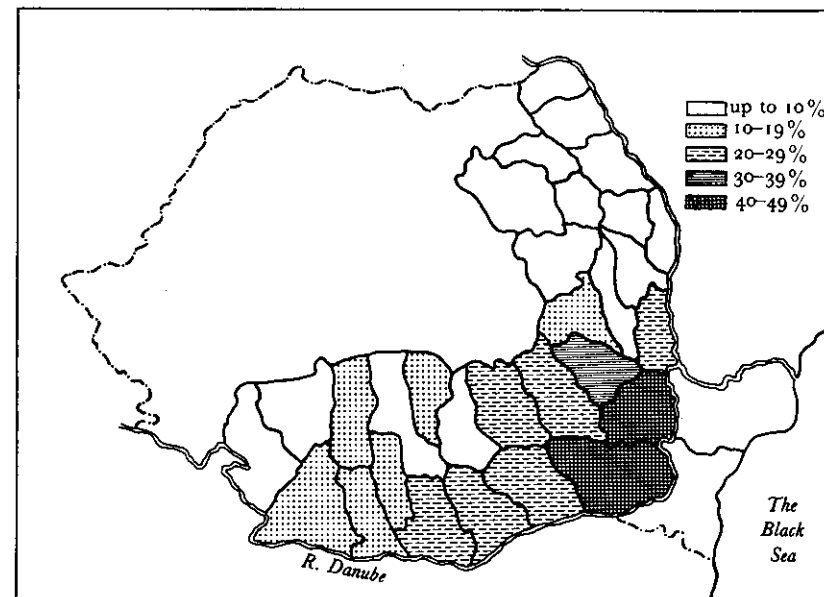 up to 10%
10–19%
20–29%
30–39%
40–49%
The
Black
Sea
R. Danube